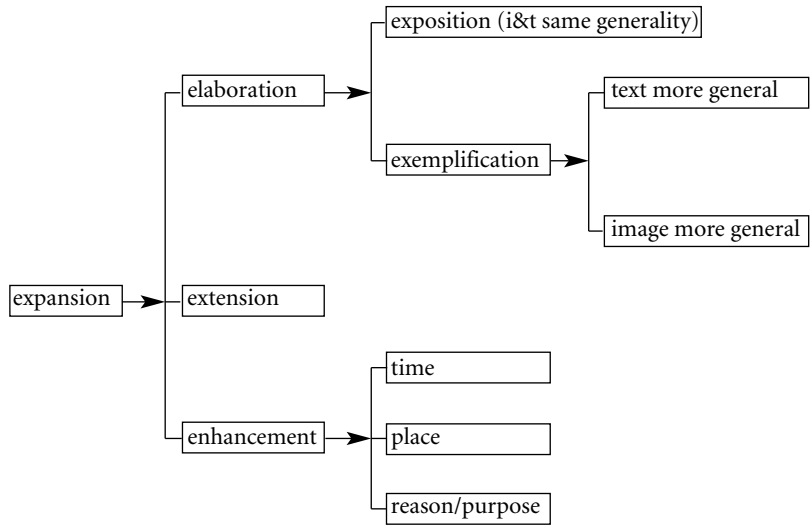 exposition (i&t same generality)
elaboration
text more general
exemplification
image more general
expansion
extension
time
enhancement
place
reason/purpose